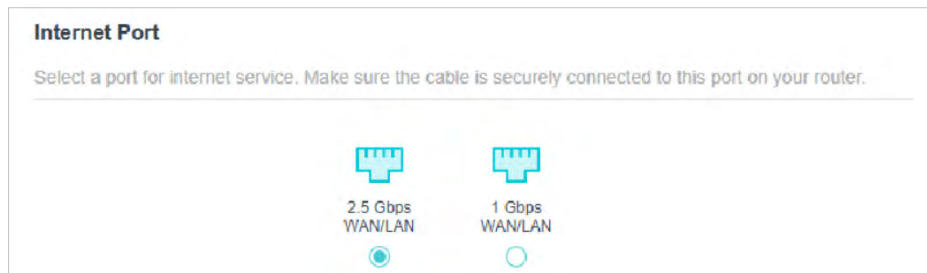 Internet Port
Select a port for internet service. Make sure the cable is securely connected to this port on your router.
2.5 Gbps
WAN/LAN
1 Gbps
WAN/LAN